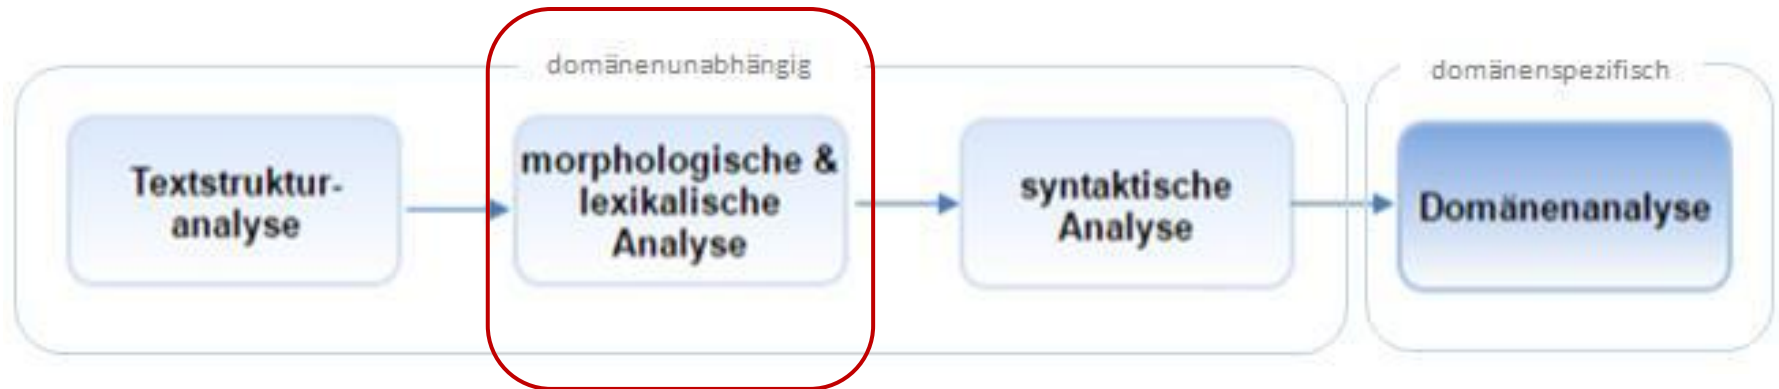 domänenunabhängig
domänenspezifisch
Textstruktur-
analyse
morphologische &
lexikalische
Analyse
syntaktische
Analyse
Domänenanalyse